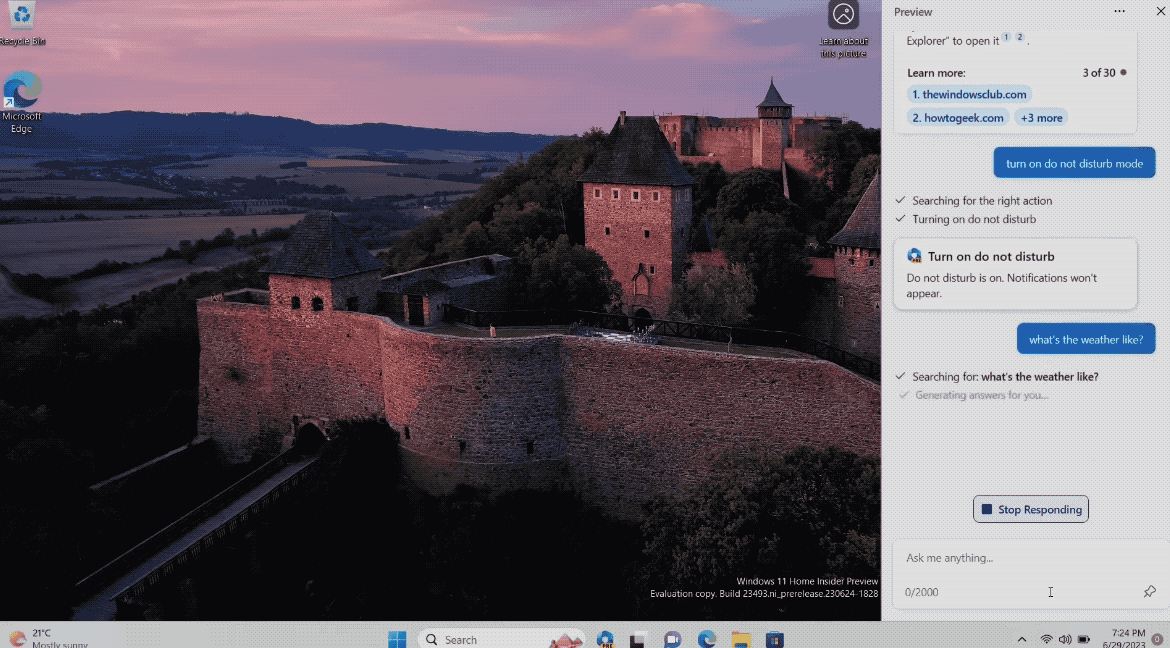 Recycle Bin
Microsoft
Edge
Learn about
this picture
Windows 11 Home Insider Preview
Evaluation copy. Build 23493.ni_prerelease.230624-1828
Preview
Explorer" to open it 1 2 .
Learn more:
3 of 30
1. thewindowsclub.com
2. howtogeek.com
+3 more
turn on do not disturb mode
Searching for the right action
Turning on do not disturb
Turn on do not disturb
Do not disturb is on. Notifications won't
appear.
what's the weather like?
Searching for: what's the weather like?
Generating answers for you...
Stop Responding
Ask me anything...
0/2000
21°C
Mostly sunny
Search
PRE
7:24 PM
6/29/2023